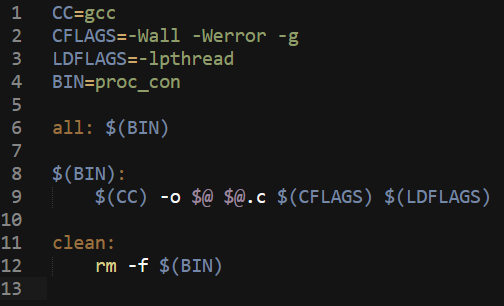 1 CC=gcc
2 CFLAGS=-Wall -Werror -g
3 LDFLAGS=-lpthread
4 BIN=proc_con
5
6 all: $(BIN)
7
8 $(BIN):
9     $(CC) -o $@ $@.c $(CFLAGS) $(LDFLAGS)
10
11 clean:
12     rm -f $(BIN)
13